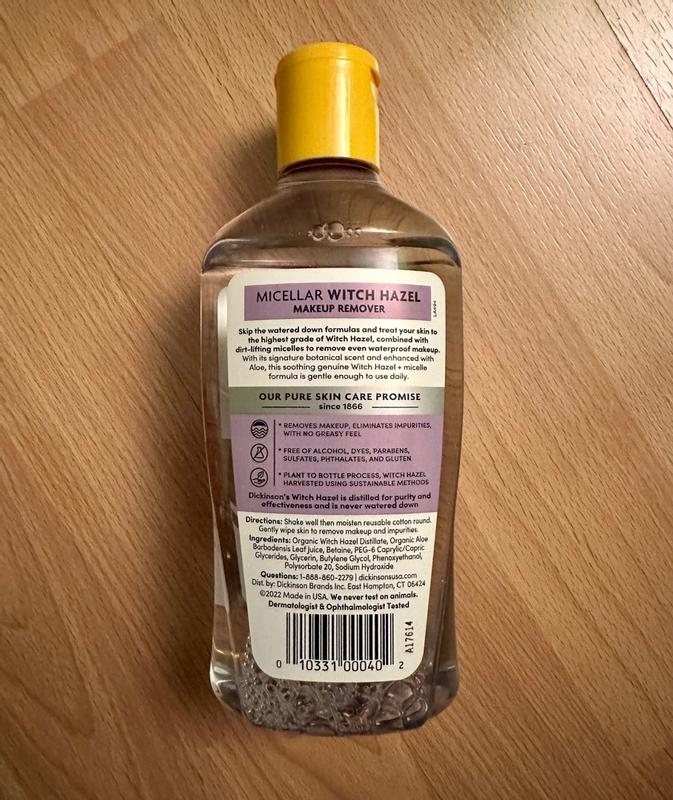 MICELLAR WITCH HAZEL
MAKEUP REMOVER
Skip the watered down formulas and treat your skin to
the highest grade of Witch Hazel, combined with
dirt-lifting micelles to remove even waterproof makeup.
With its signature botanical scent and enhanced with
Aloe, this soothing genuine Witch Hazel + micelle
formula is gentle enough to use daily.
OUR PURE SKIN CARE PROMISE
since 1866
* REMOVES MAKEUP, ELIMINATES IMPURITIES,
WITH NO GREASY FEEL
* FREE OF ALCOHOL, DYES, PARABENS,
SULFATES, PHTHALATES, AND GLUTEN
* PLANT TO BOTTLE PROCESS, WITCH HAZEL
HARVESTED USING SUSTAINABLE METHODS
Dickinson's Witch Hazel is distilled for purity and
effectiveness and is never watered down
Directions: Shake well then moisten reusable cotton round.
Gently wipe skin to remove makeup and impurities.
Ingredients: Organic Witch Hazel Distillate, Organic Aloe
Barbadensis Leaf Juice, Betaine, PEG-6 Caprylic/Capric
Glycerides, Glycerin, Butylene Glycol, Phenoxyethanol,
Polysorbate 20, Sodium Hydroxide
Questions: 1-888-860-2279 | dickinsonsusa.com
Dist. by: Dickinson Brands Inc. East Hampton, CT 06424
©2022 Made in USA. We never test on animals.
Dermatologist & Ophthalmologist Tested
A17614
0 10331 00040 2